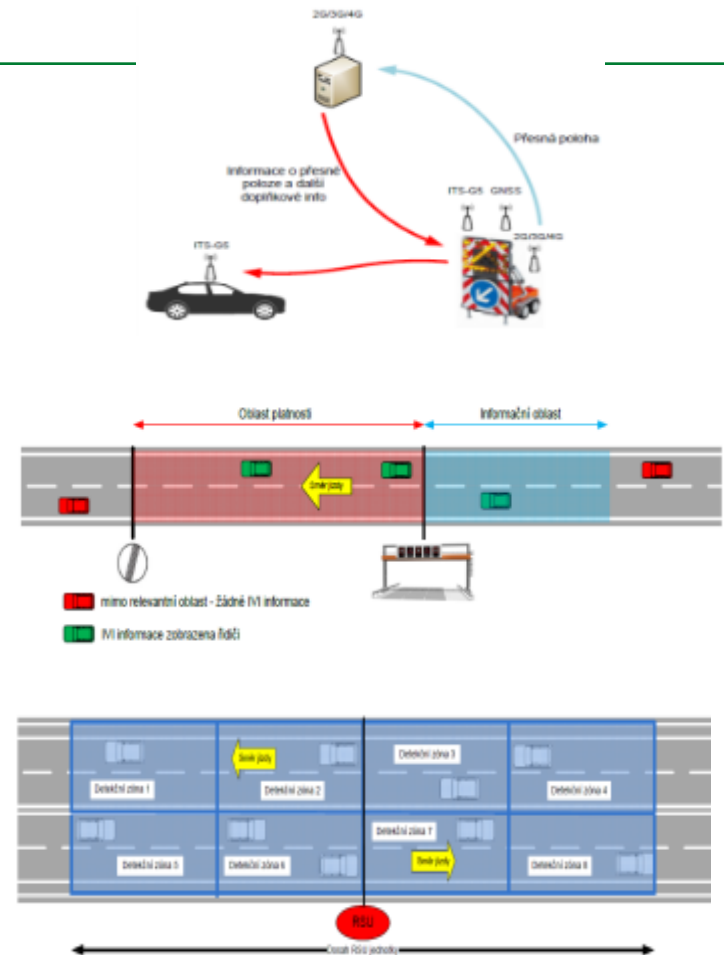 2G/3G/4G
Přesná poloha
Informace o přesné
poloze a další
doplňkové info
ITS-G5 GNSS
2G/3G/4G
ITS-G5
Oblast platnosti
Informační oblast
Směr jízdy
mimo relevantní oblast - žádné IVI informace
IVI informace zobrazena řidiči
Směr jízdy
Detekční zóna 3
Detekční zóna 1
Detekční zóna 2
Detekční zóna 4
Detekční zóna 7
Detekční zóna 5
Detekční zóna 6
Směr jízdy
Detekční zóna 8
RSU
Dosah RSU jednotky